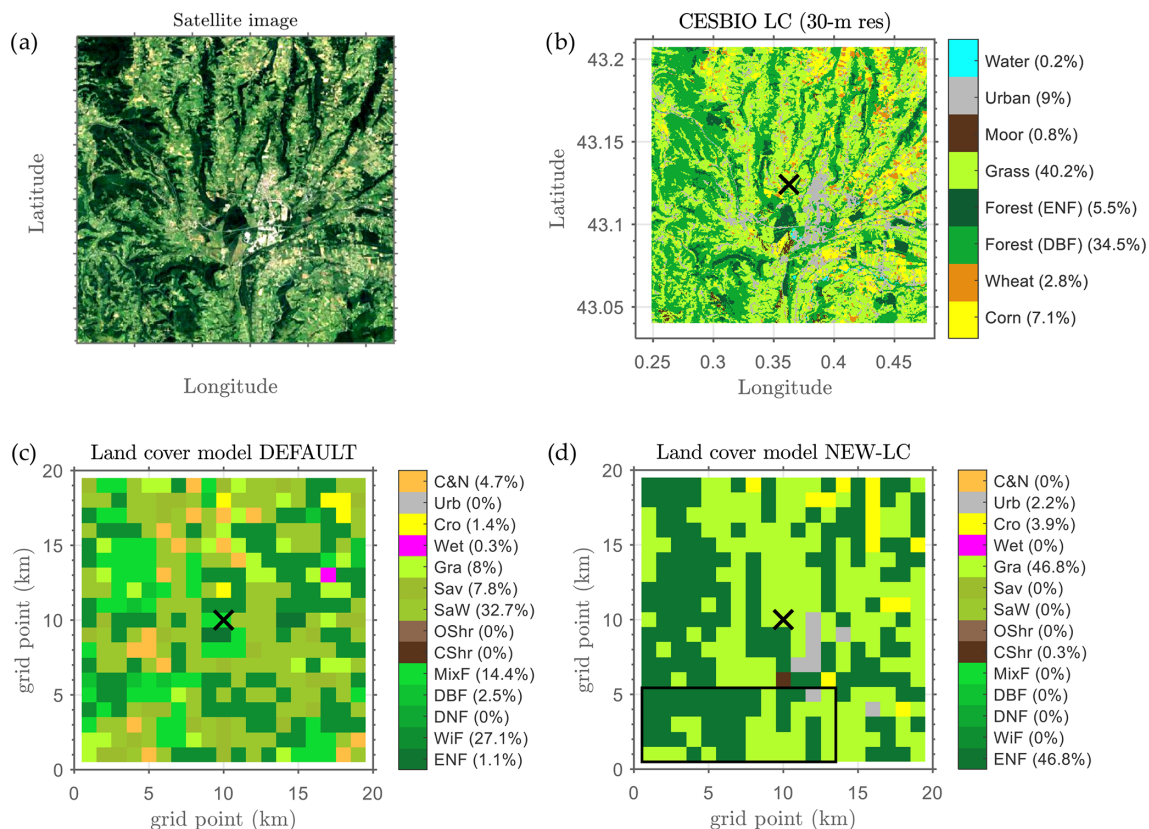 (a)
Satellite image
Latitude
Longitude
(b)
CESBIO LC (30-m res)
43.2
43.15
43.1
43.05
Latitude
0.25
0.3
0.35
0.4
0.45
Longitude
Water (0.2%)
Urban (9%)
Moor (0.8%)
Grass (40.2%)
Forest (ENF) (5.5%)
Forest (DBF) (34.5%)
Wheat (2.8%)
Corn (7.1%)
(c)
Land cover model DEFAULT
20
15
10
5
0
grid point (km)
0
5
10
15
20
grid point (km)
C&N (4.7%)
Urb (0%)
Cro (1.4%)
Wet (0.3%)
Gra (8%)
Sav (7.8%)
SaW (32.7%)
OShr (0%)
CShr (0%)
MixF (14.4%)
DBF (2.5%)
DNF (0%)
WiF (27.1%)
ENF (1.1%)
(d)
Land cover model NEW-LC
20
15
10
5
0
grid point (km)
0
5
10
15
20
grid point (km)
C&N (0%)
Urb (2.2%)
Cro (3.9%)
Wet (0%)
Gra (46.8%)
Sav (0%)
SaW (0%)
OShr (0%)
CShr (0.3%)
MixF (0%)
DBF (0%)
DNF (0%)
WiF (0%)
ENF (46.8%)